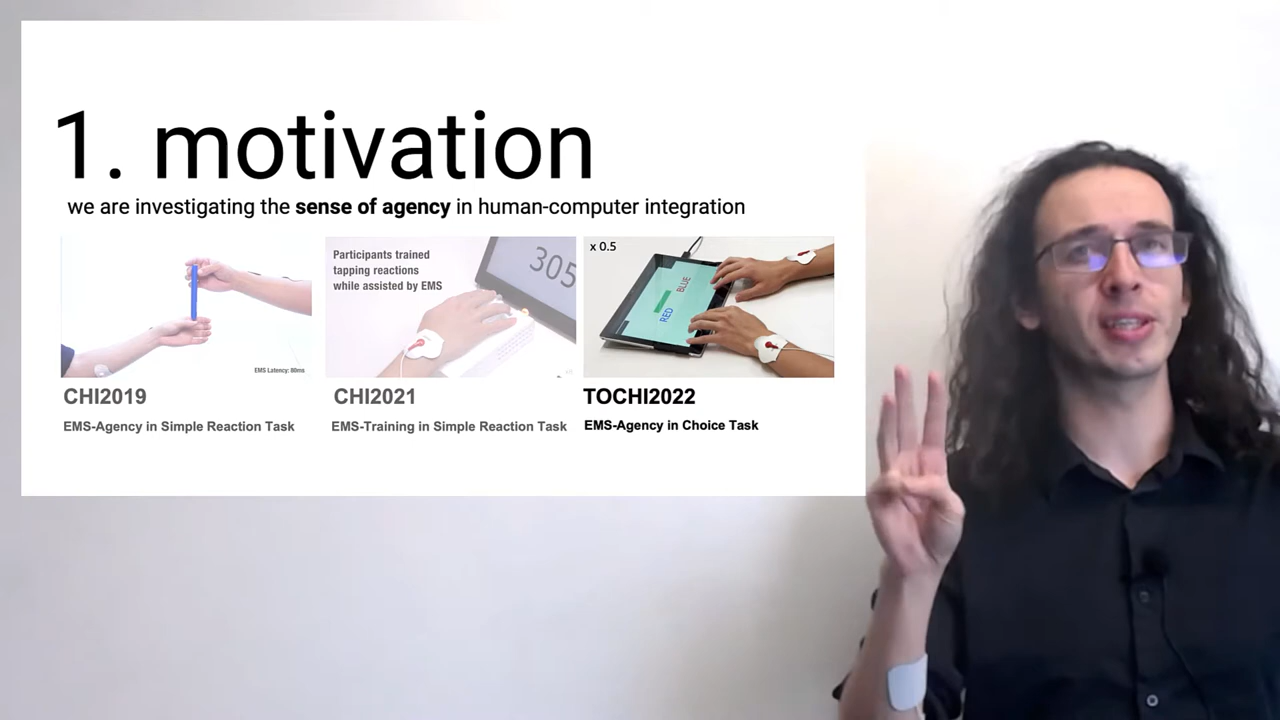 1. motivation
we are investigating the sense of agency in human-computer integration
EMS Latency: 80ms
Participants trained
tapping reactions
while assisted by EMS
305
x 0.5
RED
BLUE
CHI2019
CHI2021
TOCHI2022
EMS-Agency in Simple Reaction Task
EMS-Training in Simple Reaction Task
EMS-Agency in Choice Task